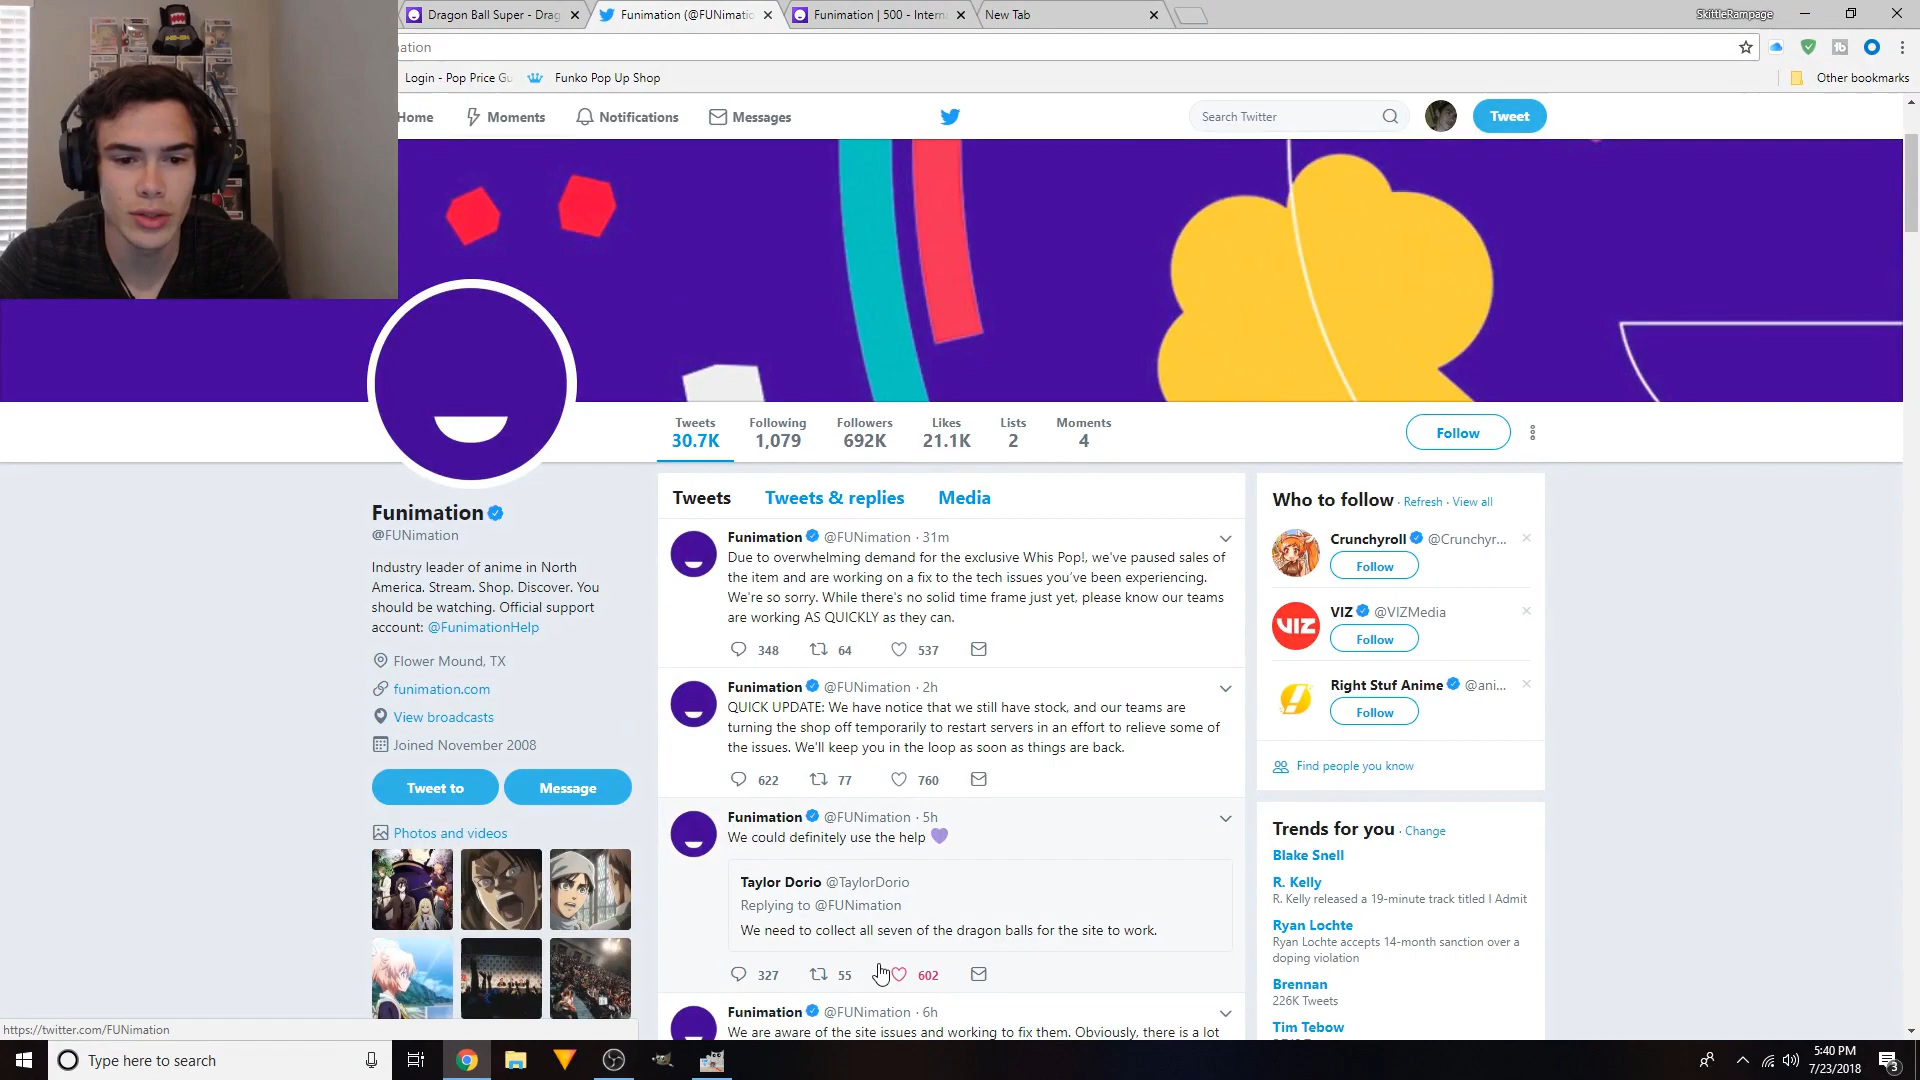 Dragon Ball Super - Drag
Funimation (@FUNimatio
Funimation | 500 - Intern
New Tab
SkittleRampage
ation
Login - Pop Price Gu
Funko Pop Up Shop
Other bookmarks
Home
Moments
Notifications
Messages
Search Twitter
Tweet
Tweets
30.7K
Following
1,079
Followers
692K
Likes
21.1K
Lists
2
Moments
4
Follow
Funimation
@FUNimation
Industry leader of anime in North
America. Stream. Shop. Discover. You
should be watching. Official support
account: @FunimationHelp
Flower Mound, TX
funimation.com
View broadcasts
Joined November 2008
Tweet to
Message
Photos and videos
Tweets
Tweets & replies
Media
Funimation @FUNimation · 31m
Due to overwhelming demand for the exclusive Whis Pop!, we've paused sales of
the item and are working on a fix to the tech issues you've been experiencing.
We're so sorry. While there's no solid time frame just yet, please know our teams
are working AS QUICKLY as they can.
348 64 537
Funimation @FUNimation · 2h
QUICK UPDATE: We have notice that we still have stock, and our teams are
turning the shop off temporarily to restart servers in an effort to relieve some of
the issues. We'll keep you in the loop as soon as things are back.
622 77 760
Funimation @FUNimation · 5h
We could definitely use the help
Taylor Dorio @TaylorDorio
Replying to @FUNimation
We need to collect all seven of the dragon balls for the site to work.
327 55 602
Funimation @FUNimation · 6h
We are aware of the site issues and working to fix them. Obviously, there is a lot
Who to follow · Refresh · View all
Crunchyroll @Crunchyr...
Follow
VIZ @VIZMedia
VIZ
Follow
Right Stuf Anime @ani...
Follow
Find people you know
Trends for you · Change
Blake Snell
R. Kelly
R. Kelly released a 19-minute track titled I Admit
Ryan Lochte
Ryan Lochte accepts 14-month sanction over a
doping violation
Brennan
226K Tweets
Tim Tebow
https://twitter.com/FUNimation
Type here to search
5:40 PM
7/23/2018
3